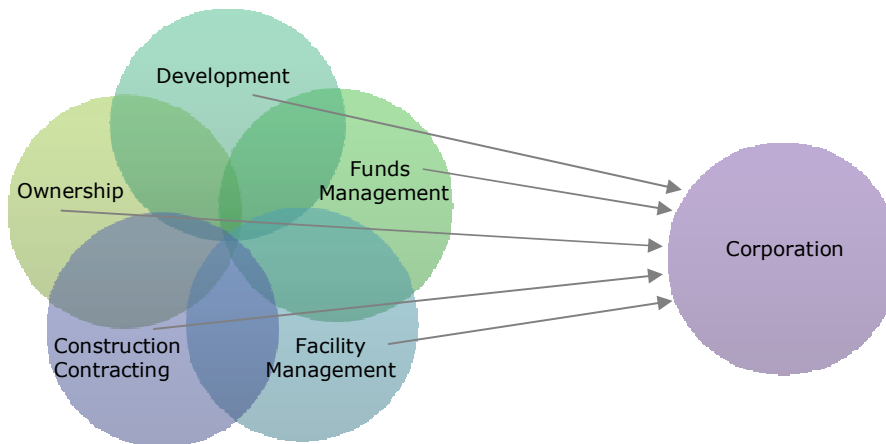 Development
Funds
Management
Ownership
Corporation
Construction
Contracting
Facility
Management